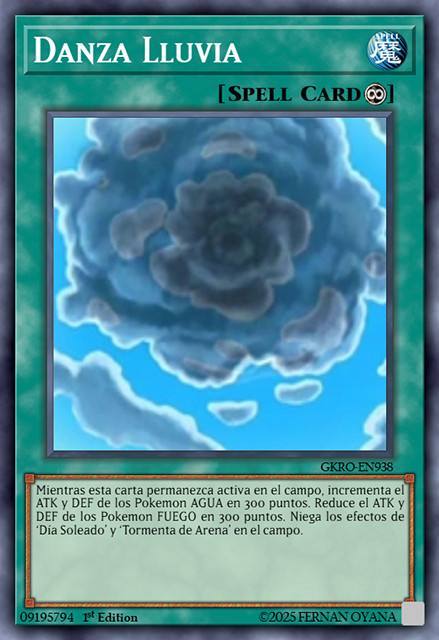 DANZA LLUVIA
SPELL
魔
[SPELL CARD]
GKRO-EN938
Mientras esta carta permanezca activa en el campo, incrementa el
ATK y DEF de los Pokemon AGUA en 300 puntos. Reduce el ATK y
DEF de los Pokemon FUEGO en 300 puntos. Niega los efectos de
‘Día Soleado’ y ‘Tormenta de Arena’ en el campo.
09195794 1st Edition ©2025 FERNAN OYANA